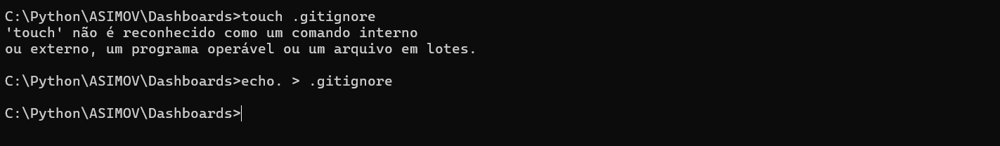 C:\Python\ASIMOV\Dashboards>touch .gitignore
'touch' não é reconhecido como um comando interno
ou externo, um programa operável ou um arquivo em lotes.
C:\Python\ASIMOV\Dashboards>echo. > .gitignore
C:\Python\ASIMOV\Dashboards>